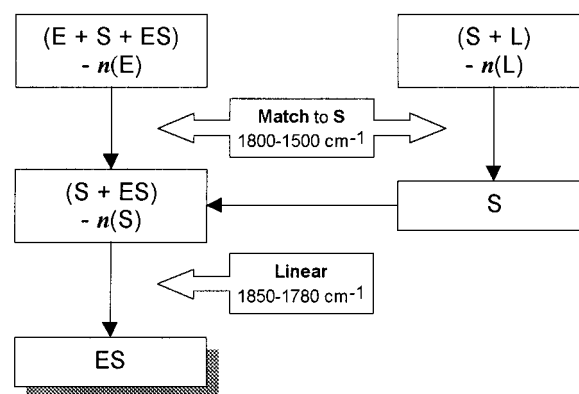 (E + S + ES)
- n(E)
(S + L)
- n(L)
Match to S
1800-1500 cm⁻¹
(S + ES)
- n(S)
S
Linear
1850-1780 cm⁻¹
ES